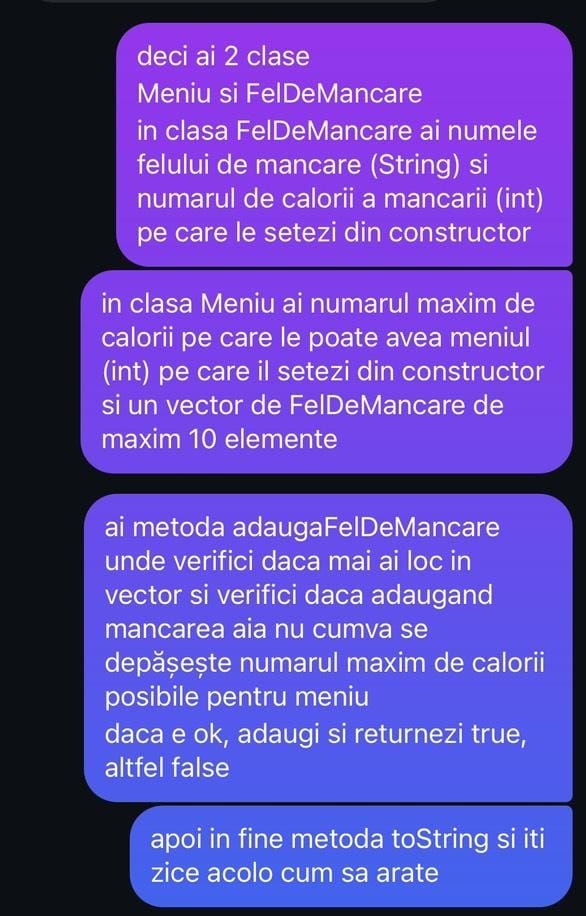 deci ai 2 clase
Meniu si FelDeMancare
in clasa FelDeMancare ai numele
felului de mancare (String) si
numarul de calorii a mancarii (int)
pe care le setezi din constructor
in clasa Meniu ai numarul maxim de
calorii pe care le poate avea meniul
(int) pe care il setezi din constructor
si un vector de FelDeMancare de
maxim 10 elemente
ai metoda adaugaFelDeMancare
unde verifici daca mai ai loc in
vector si verifici daca adaugand
mancarea aia nu cumva se
depășește numarul maxim de calorii
posibile pentru meniu
daca e ok, adaugi si returnezi true,
altfel false
apoi in fine metoda toString si iti
zice acolo cum sa arate